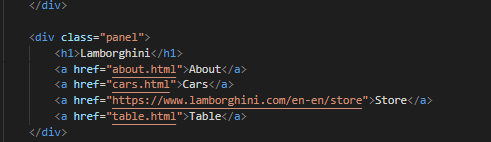 </div>
<div class="panel">
<h1>Lamborghini</h1>
<a href="about.html">About</a>
<a href="cars.html">Cars</a>
<a href="https://www.lamborghini.com/en-en/store">Store</a>
<a href="table.html">Table</a>
</div>